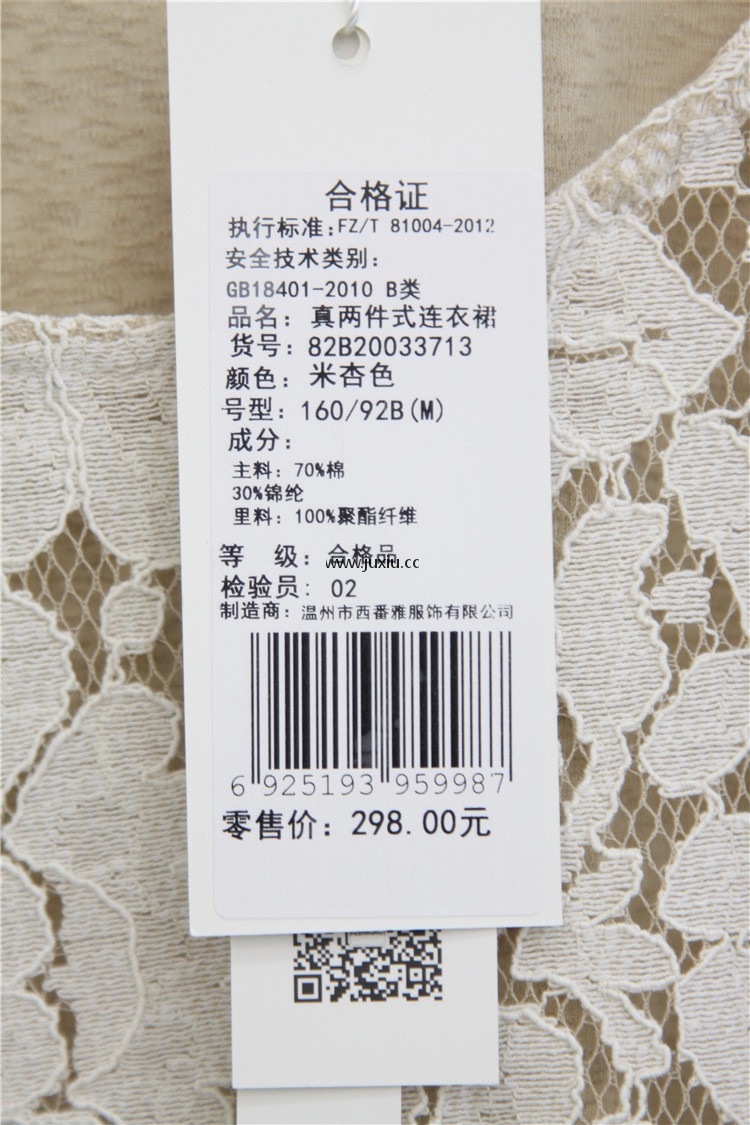 合格证
执行标准:FZ/T 81004-2012
安全技术类别:
GB18401-2010 B类
品名: 真两件式连衣裙
货号: 82B20033713
颜色: 米杏色
号型: 160/92B(M)
成分:
主料: 70%棉
30%锦纶
里料: 100%聚酯纤维
等 级: 合格品
www.juxiu.cc
检验员: 02
制造商: 温州市西番雅服饰有限公司
6 925193 959987
零售价: 298.00元